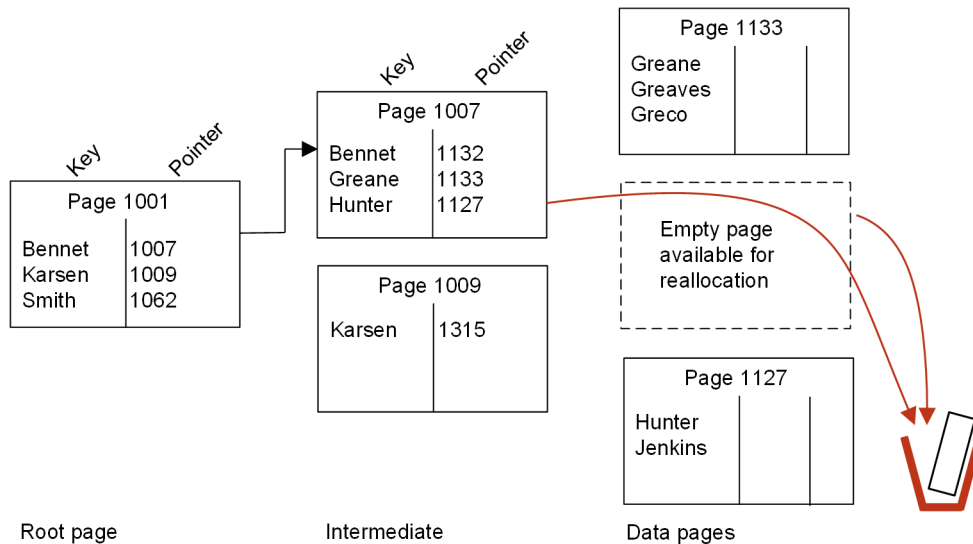 Key
Pointer
Page 1001
Bennet 1007
Karsen 1009
Smith 1062
Root page
Key
Pointer
Page 1007
Bennet 1132
Greane 1133
Hunter 1127
Page 1009
Karsen 1315
Intermediate
Page 1133
Greane
Greaves
Greco
Empty page
available for
reallocation
Page 1127
Hunter
Jenkins
Data pages